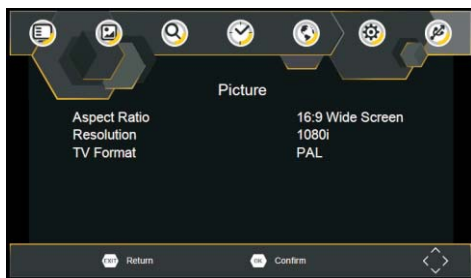 Picture
Aspect Ratio 16:9 Wide Screen
Resolution 1080i
TV Format PAL
EXIT Return OK Confirm